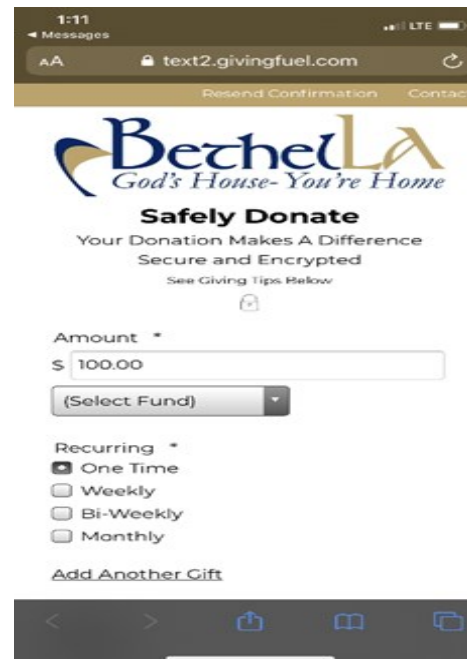 1:11
LTE
Messages
AA text2.givingfuel.com
Resend Confirmation Contac
BethelLA
God's House- You're Home
Safely Donate
Your Donation Makes A Difference
Secure and Encrypted
See Giving Tips Below
Amount *
$ 100.00
(Select Fund)
Recurring *
One Time
Weekly
Bi-Weekly
Monthly
Add Another Gift